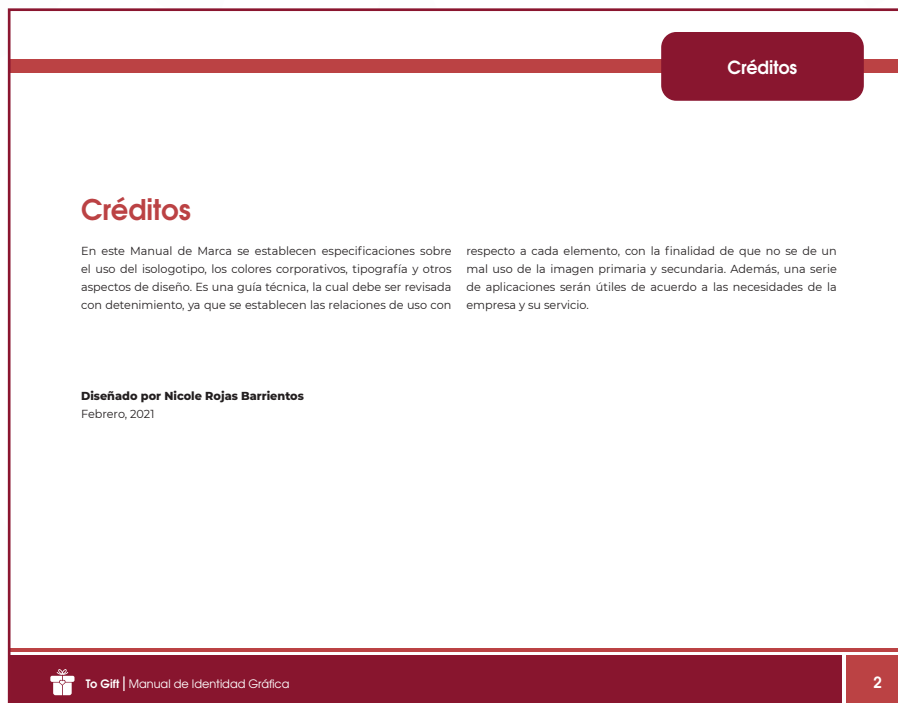 Créditos
Créditos
En este Manual de Marca se establecen especificaciones sobre
el uso del isologotipo, los colores corporativos, tipografía y otros
aspectos de diseño. Es una guía técnica, la cual debe ser revisada
con detenimiento, ya que se establecen las relaciones de uso con
respecto a cada elemento, con la finalidad de que no se de un
mal uso de la imagen primaria y secundaria. Además, una serie
de aplicaciones serán útiles de acuerdo a las necesidades de la
empresa y su servicio.
Diseñado por Nicole Rojas Barrientos
Febrero, 2021
To Gift | Manual de Identidad Gráfica
2